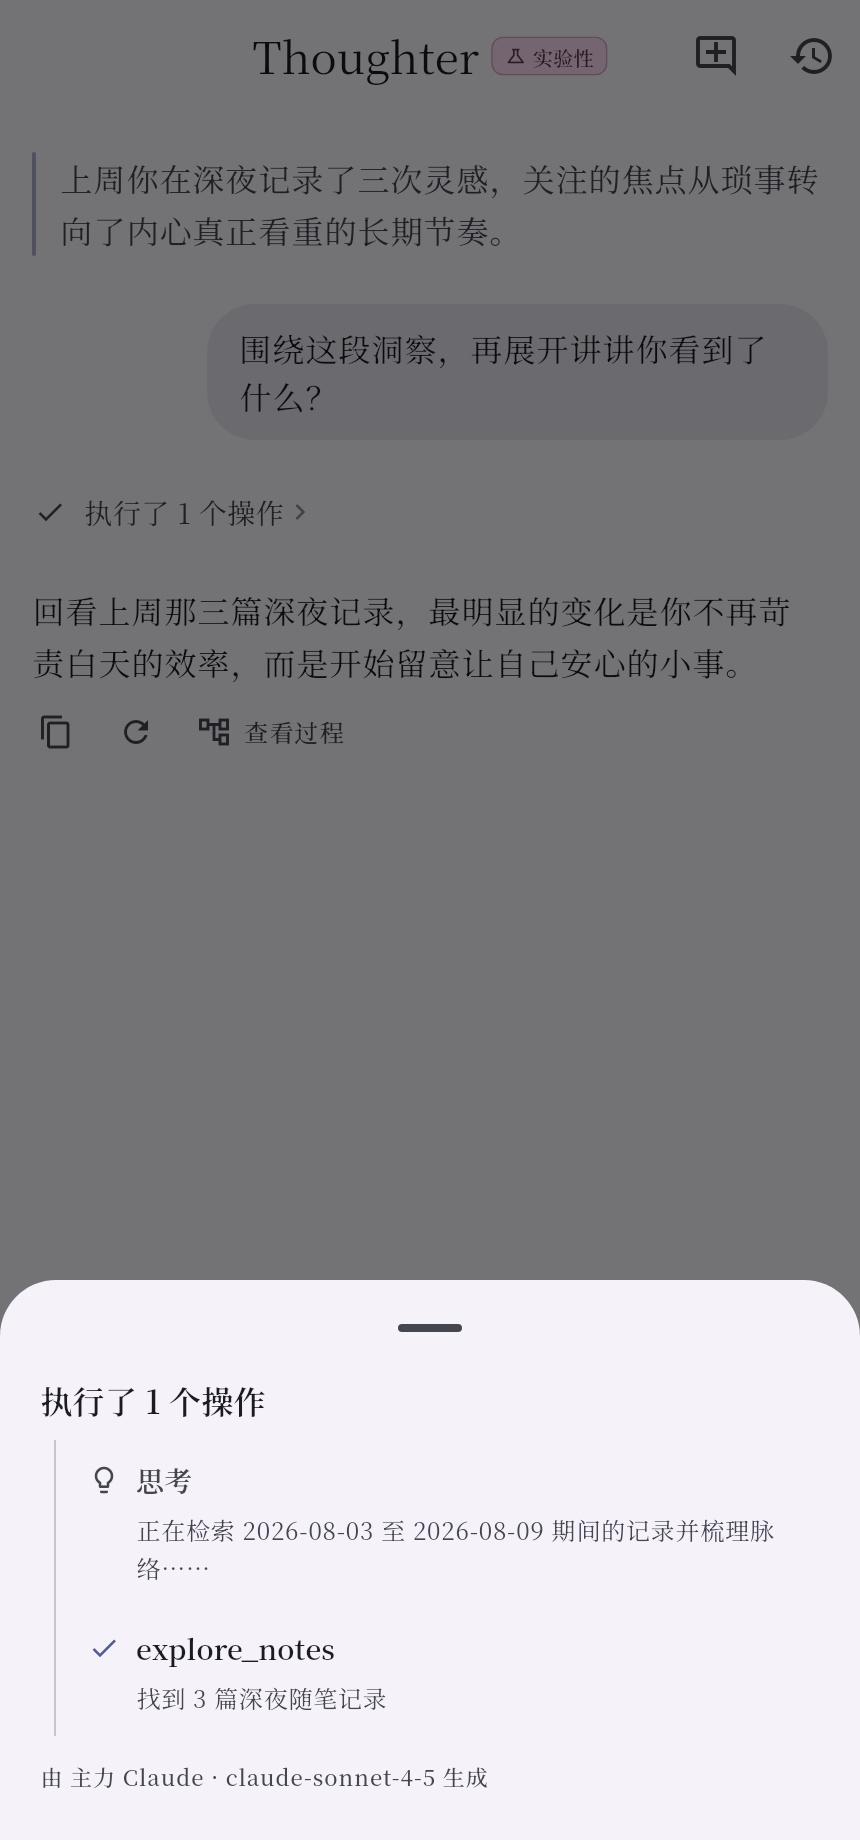 Thoughter 实验性
上周你在深夜记录了三次灵感，关注的焦点从琐事转
向了内心真正看重的长期节奏。
围绕这段洞察，再展开讲讲你看到了
什么？
执行了 1 个操作
回看上周那三篇深夜记录，最明显的变化是你不再苛
责白天的效率，而是开始留意让自己安心的小事。
查看过程
执行了 1 个操作
思考
正在检索 2026-08-03 至 2026-08-09 期间的记录并梳理脉
络……
explore_notes
找到 3 篇深夜随笔记录
由 主力 Claude · claude-sonnet-4-5 生成